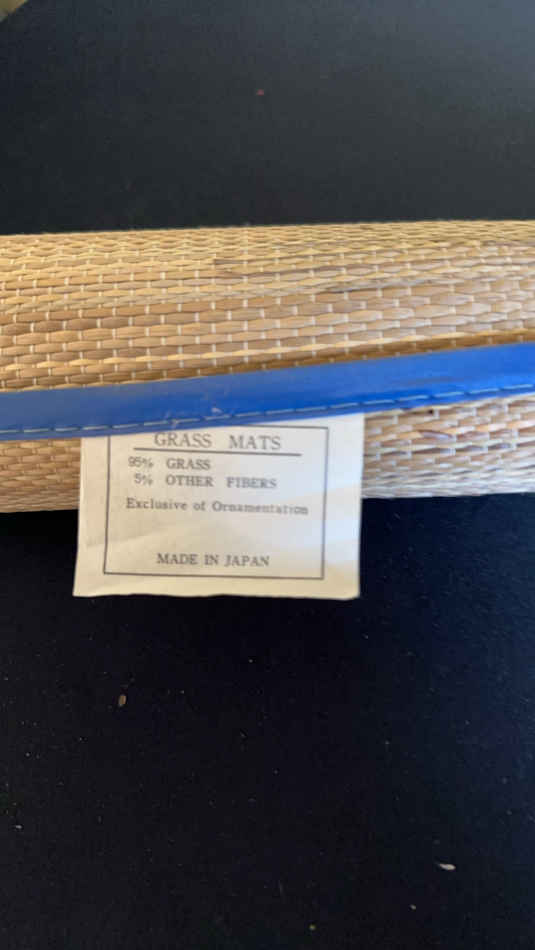 GRASS MATS
95% GRASS
5% OTHER FIBERS
Exclusive of Ornamentation
MADE IN JAPAN